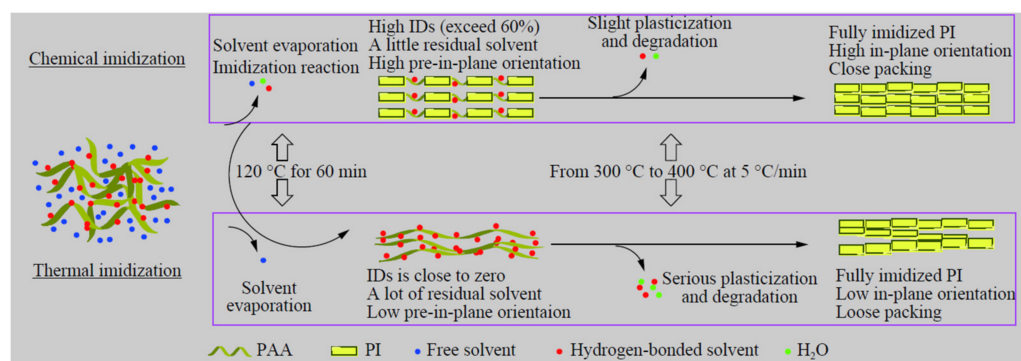 Chemical imidization
Solvent evaporation
Imidization reaction
High IDs (exceed 60%)
A little residual solvent
High pre-in-plane orientation
Slight plasticization
and degradation
Fully imidized PI
High in-plane orientation
Close packing
120 °C for 60 min
From 300 °C to 400 °C at 5 °C/min
Thermal imidization
Solvent
evaporation
IDs is close to zero
A lot of residual solvent
Low pre-in-plane orientaion
Serious plasticization
and degradation
Fully imidized PI
Low in-plane orientation
Loose packing
PAA PI Free solvent Hydrogen-bonded solvent H₂O